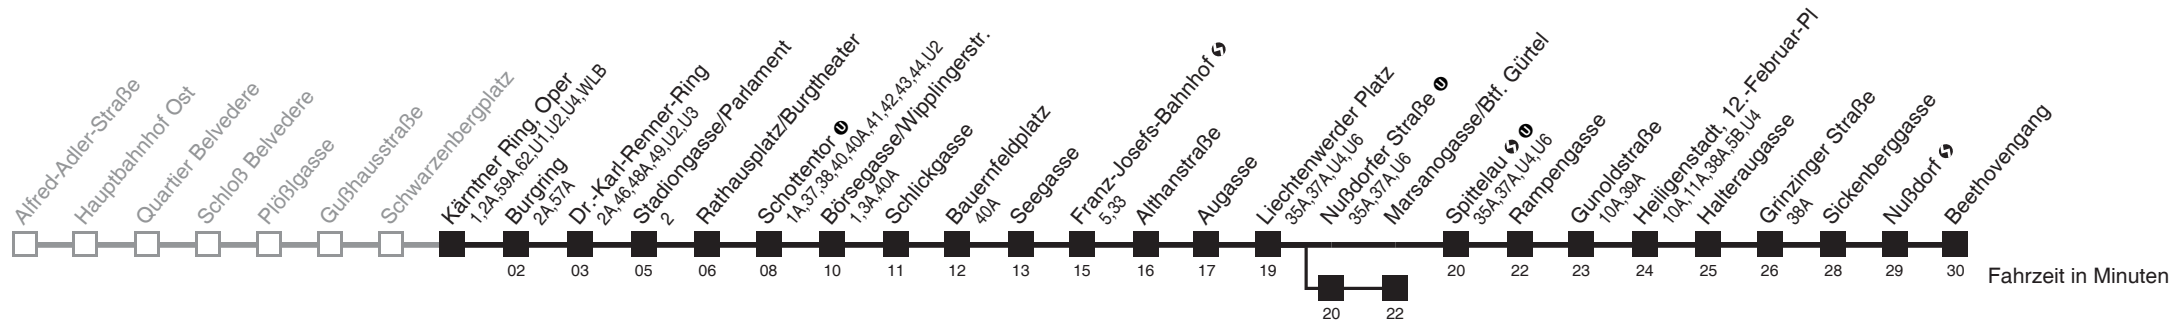 Alfred-Adler-Straße
Hauptbahnhof Ost
Quartier Belvedere
Schloß Belvedere
Plößlgasse
Gußhausstraße
Schwarzenbergplatz
Kärntner Ring, Oper
1,2A,59A,62,U1,U2,U4,WLB
Burgring
2A,57A
Dr.-Karl-Renner-Ring
2A,46,48A,49,U2,U3
Stadiongasse/Parlament
2
Rathausplatz/Burgtheater
Schottentor U
1A,37,38,40,40A,41,42,43,44,U2
Börsegasse/Wipplingerstr.
1,3A,40A
Schlickgasse
Bauernfeldplatz
40A
Seegasse
Franz-Josefs-Bahnhof S
5,33
Althanstraße
Augasse
Liechtenwerder Platz
35A,37A,U4,U6
Nußdorfer Straße U
35A,37A,U6
Marsanogasse/Btf. Gürtel
Spittelau S U
35A,37A,U4,U6
Rampengasse
Gunoldstraße
10A,39A
Heiligenstadt, 12.-Februar-Pl
10A,11A,38A,5B,U4
Halteraugasse
Grinzinger Straße
38A
Sickenberggasse
Nußdorf S
Beethovengang
02 03 05 06 08 10 11 12 13 15 16 17 19 20 22 23 24 25 26 28 29 30
Fahrzeit in Minuten
20 22